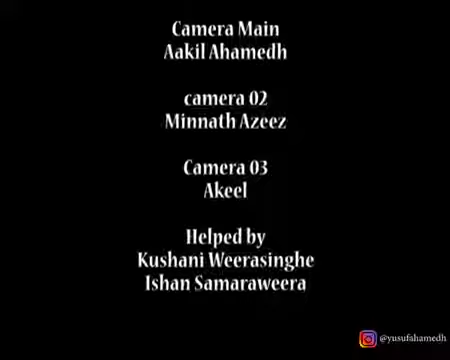 Camera Main
Aakil Ahamedh
camera 02
Minnath Azeez
Camera 03
Akeel
Helped by
Kushani Weerasinghe
Ishan Samaraweera
@yusufahamedh